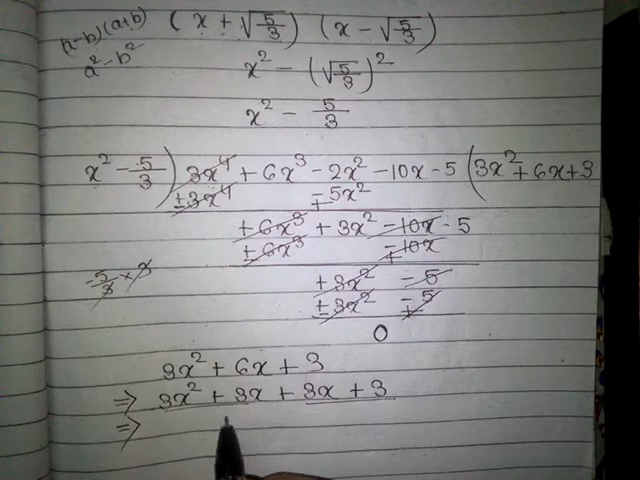 (a-b)(a+b) (x + √5/3) (x - √5/3)
a² - b² x² - (√5/3)²
x² - 5/3
x² - 5/3 ) 3x⁴ + 6x³ - 2x² - 10x - 5 ( 3x² + 6x + 3
± 3x⁴ ∓ 5x²
+ 6x³ + 3x² - 10x - 5
± 6x³ ∓ 10x
-5/3 × 3 + 3x² - 5
± 3x² ∓ 5
0
3x² + 6x + 3
⇒ 3x² + 3x + 3x + 3
⇒